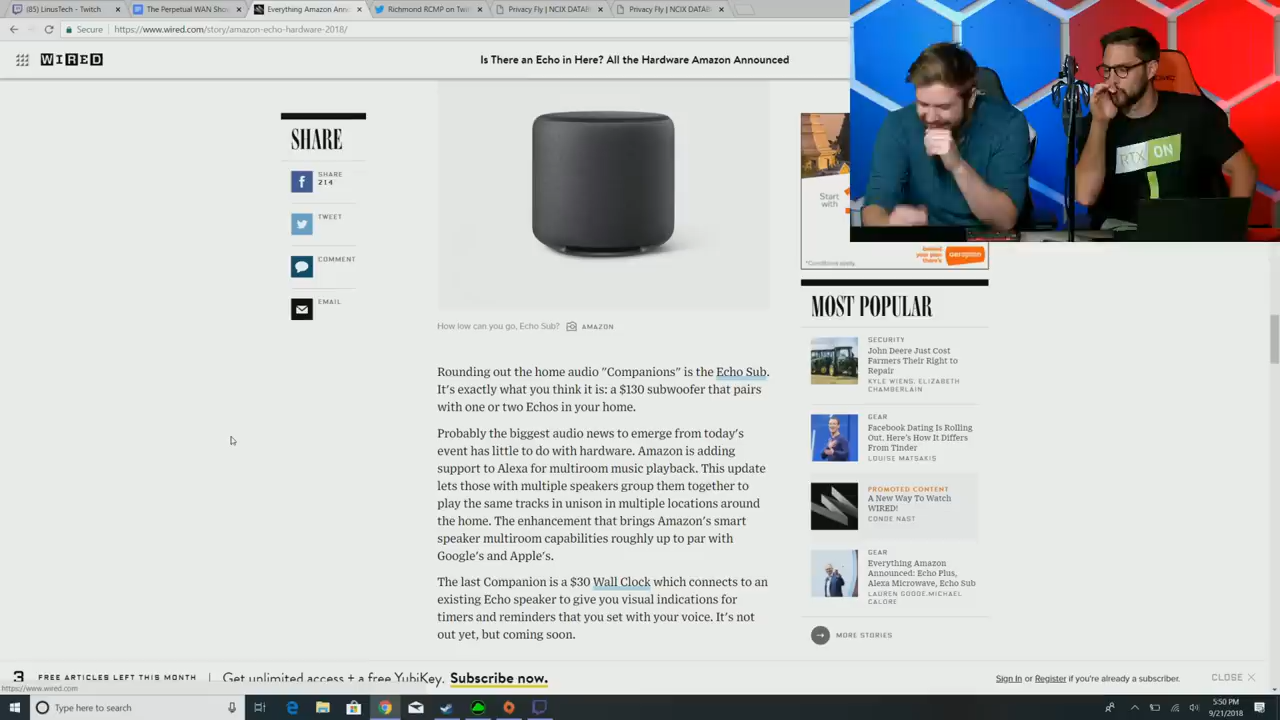 (85) LinusTech - Twitch
The Perpetual WAN Show
Everything Amazon Anno
Richmond RCMP on Twit
Privacy Fly | NCIX DATAB
Privacy Fly | NCIX DATAB
Secure
https://www.wired.com/story/amazon-echo-hardware-2018/
WIRED
Is There an Echo in Here? All the Hardware Amazon Announced
RTX ON
SHARE
SHARE
214
TWEET
COMMENT
EMAIL
Start
with
*Conditions apply.
aeroplan
How low can you go, Echo Sub? AMAZON
Rounding out the home audio "Companions" is the Echo Sub.
It's exactly what you think it is: a $130 subwoofer that pairs
with one or two Echos in your home.
Probably the biggest audio news to emerge from today's
event has little to do with hardware. Amazon is adding
support to Alexa for multiroom music playback. This update
lets those with multiple speakers group them together to
play the same tracks in unison in multiple locations around
the home. The enhancement that brings Amazon's smart
speaker multiroom capabilities roughly up to par with
Google's and Apple's.
The last Companion is a $30 Wall Clock which connects to an
existing Echo speaker to give you visual indications for
timers and reminders that you set with your voice. It's not
out yet, but coming soon.
MOST POPULAR
SECURITY
John Deere Just Cost
Farmers Their Right to
Repair
KYLE WIENS, ELIZABETH
CHAMBERLAIN
GEAR
Facebook Dating Is Rolling
Out. Here's How It Differs
From Tinder
LOUISE MATSAKIS
PROMOTED CONTENT
A New Way To Watch
WIRED!
CONDE NAST
GEAR
Everything Amazon
Announced: Echo Plus,
Alexa Microwave, Echo Sub
LAUREN GOODE,MICHAEL
CALORE
MORE STORIES
3 FREE ARTICLES LEFT THIS MONTH
Get unlimited access + a free YubiKey. Subscribe now.
Sign In or Register if you're already a subscriber.
CLOSE
https://www.wired.com
Type here to search
5:50 PM
9/21/2018